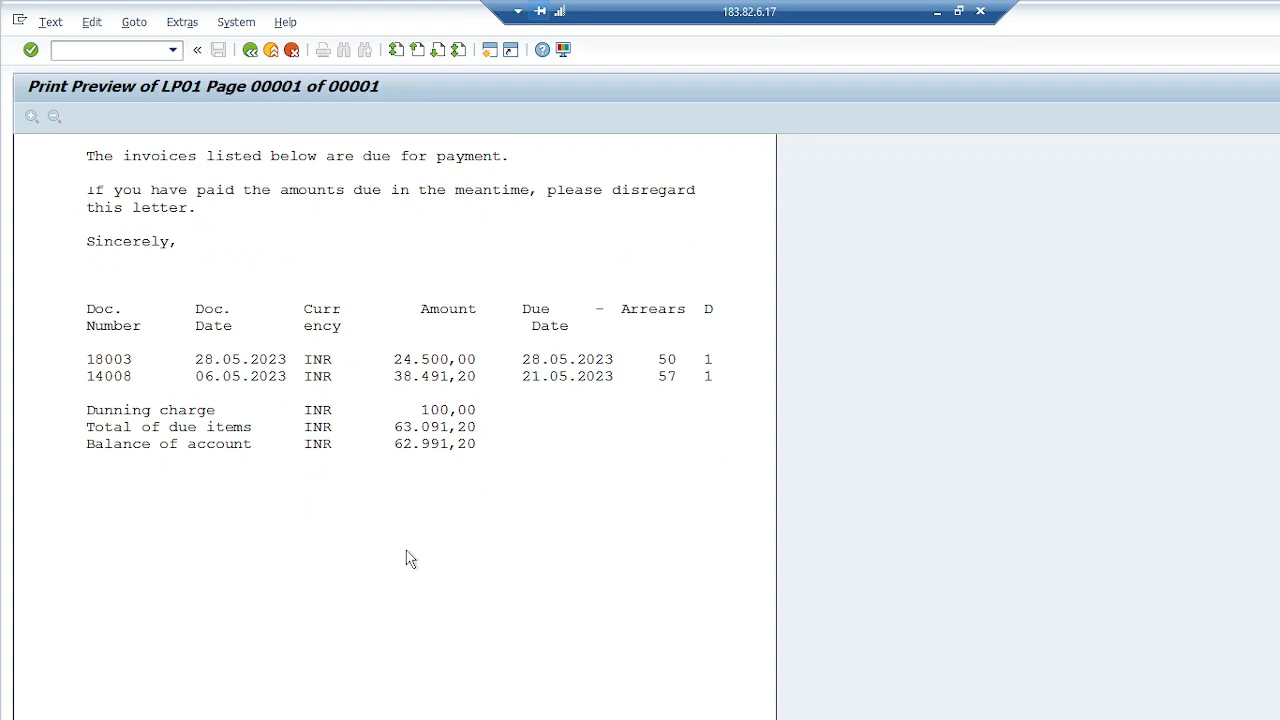 183.82.6.17
Text Edit Goto Extras System Help
Print Preview of LP01 Page 00001 of 00001
The invoices listed below are due for payment.
If you have paid the amounts due in the meantime, please disregard
this letter.
Sincerely,
Doc. Doc. Curr Amount Due - Arrears D
Number Date ency Date
18003 28.05.2023 INR 24.500,00 28.05.2023 50 1
14008 06.05.2023 INR 38.491,20 21.05.2023 57 1
Dunning charge INR 100,00
Total of due items INR 63.091,20
Balance of account INR 62.991,20